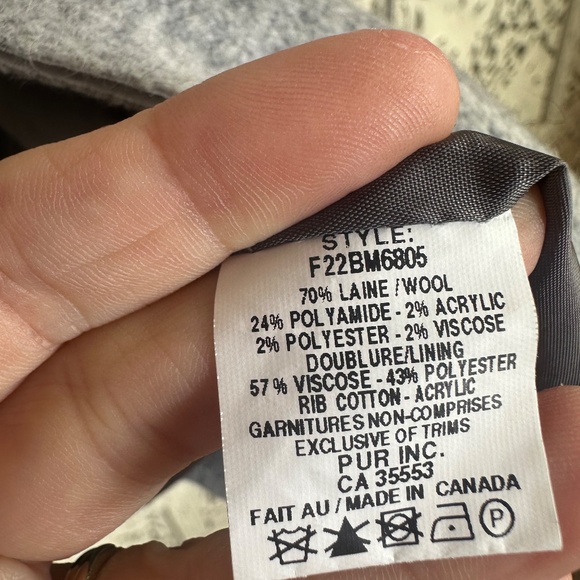 STYLE:
F22BM6805
70% LAINE / WOOL
24% POLYAMIDE - 2% ACRYLIC
2% POLYESTER - 2% VISCOSE
DOUBLURE/LINING
57% VISCOSE - 43% POLYESTER
RIB COTTON - ACRYLIC
GARNITURES NON-COMPRISES
EXCLUSIVE OF TRIMS
PUR INC.
CA 35553
FAIT AU / MADE IN CANADA
P